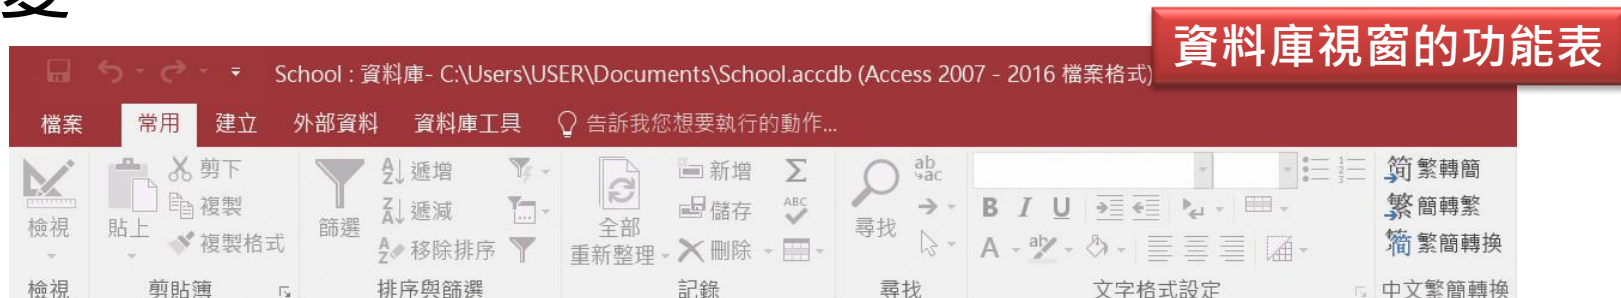 資料庫視窗的功能表
School : 資料庫- C:\Users\USER\Documents\School.accdb (Access 2007 - 2016 檔案格式)
檔案 常用 建立 外部資料 資料庫工具 告訴我您想要執行的動作...
檢視
貼上
剪下
複製
複製格式
篩選
遞增
遞減
移除排序
全部
重新整理
新增
儲存
刪除
尋找
B I U
繁轉簡
簡轉繁
繁簡轉換
檢視 剪貼簿 排序與篩選 記錄 尋找 文字格式設定 中文繁簡轉換